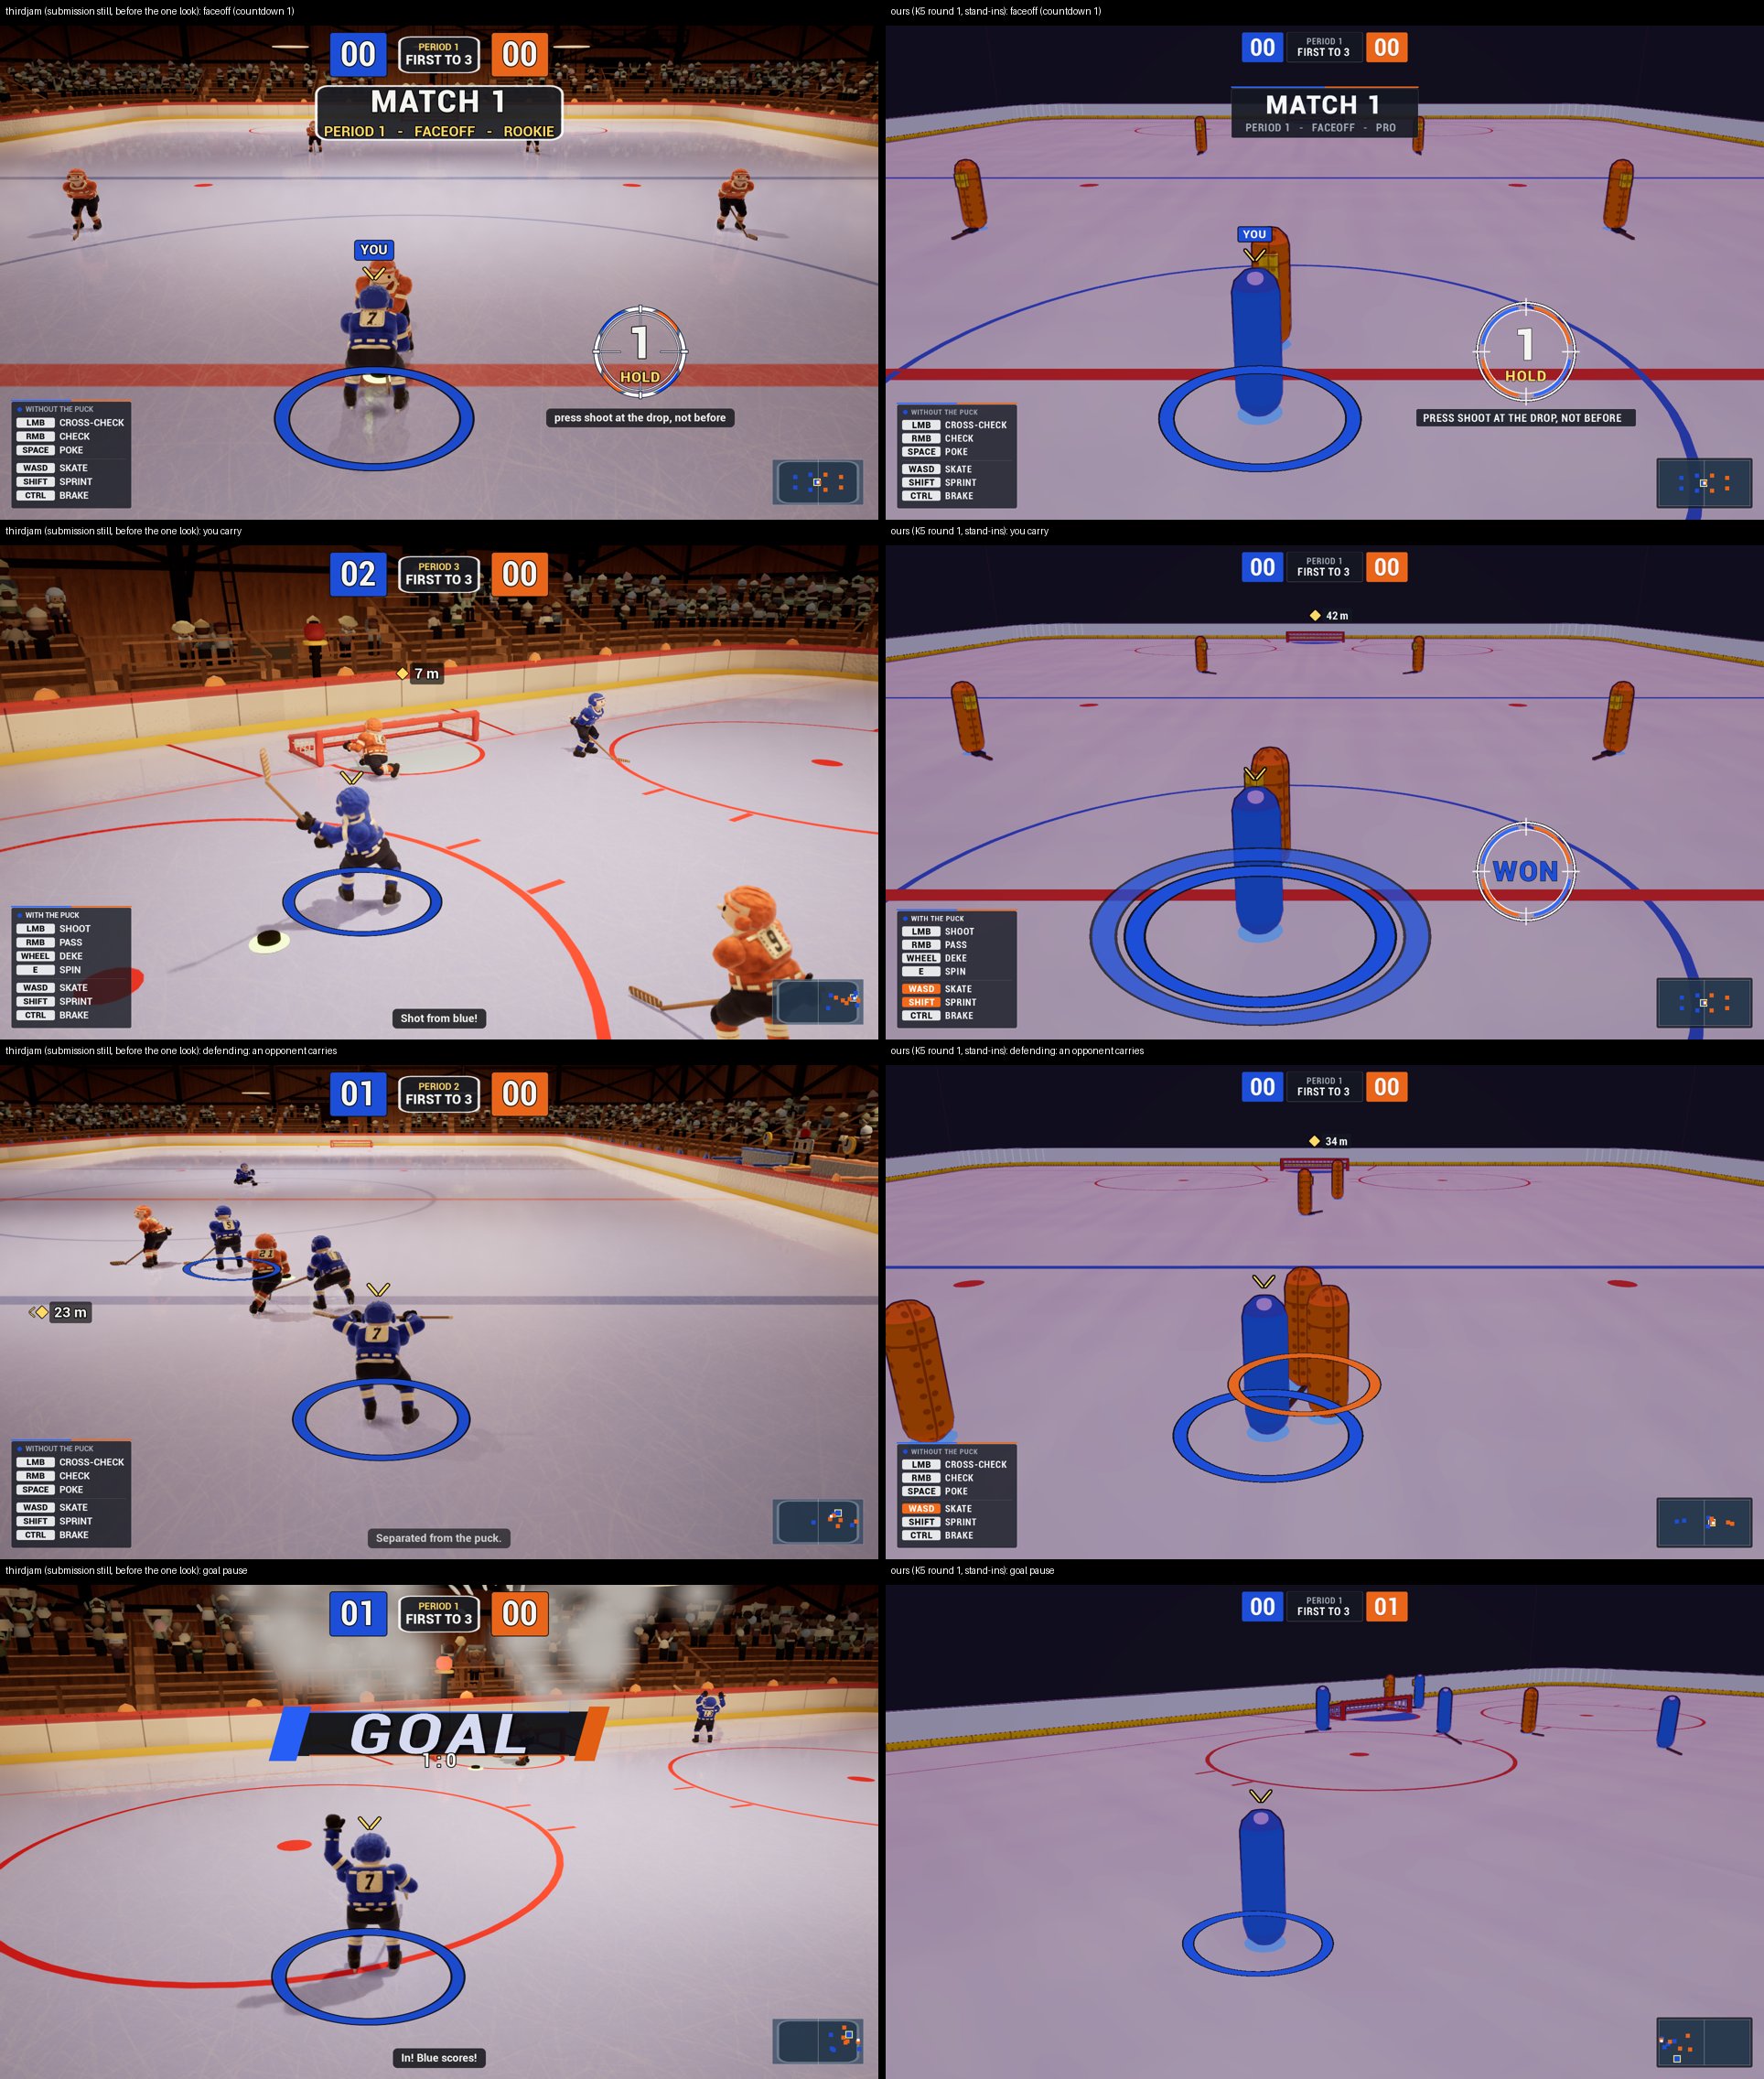 thirdjam (submission still, before the one look): faceoff (countdown 1)
00
PERIOD 1
FIRST TO 3
00
MATCH 1
PERIOD 1 - FACEOFF - ROOKIE
YOU
7
1
HOLD
press shoot at the drop, not before
WITHOUT THE PUCK
LMB CROSS-CHECK
RMB CHECK
SPACE POKE
WASD SKATE
SHIFT SPRINT
CTRL BRAKE
ours (K5 round 1, stand-ins): faceoff (countdown 1)
00
PERIOD 1
FIRST TO 3
00
MATCH 1
PERIOD 1 - FACEOFF - PRO
YOU
1
HOLD
PRESS SHOOT AT THE DROP, NOT BEFORE
WITHOUT THE PUCK
LMB CROSS-CHECK
RMB CHECK
SPACE POKE
WASD SKATE
SHIFT SPRINT
CTRL BRAKE
thirdjam (submission still, before the one look): you carry
02
PERIOD 3
FIRST TO 3
00
7 m
9
WITH THE PUCK
LMB SHOOT
RMB PASS
WHEEL DEKE
E SPIN
WASD SKATE
SHIFT SPRINT
CTRL BRAKE
Shot from blue!
ours (K5 round 1, stand-ins): you carry
00
PERIOD 1
FIRST TO 3
00
42 m
WON
WITH THE PUCK
LMB SHOOT
RMB PASS
WHEEL DEKE
E SPIN
WASD SKATE
SHIFT SPRINT
CTRL BRAKE
thirdjam (submission still, before the one look): defending: an opponent carries
01
PERIOD 2
FIRST TO 3
00
5
21
23 m
7
WITHOUT THE PUCK
LMB CROSS-CHECK
RMB CHECK
SPACE POKE
WASD SKATE
SHIFT SPRINT
CTRL BRAKE
Separated from the puck.
ours (K5 round 1, stand-ins): defending: an opponent carries
00
PERIOD 1
FIRST TO 3
00
34 m
WITHOUT THE PUCK
LMB CROSS-CHECK
RMB CHECK
SPACE POKE
WASD SKATE
SHIFT SPRINT
CTRL BRAKE
thirdjam (submission still, before the one look): goal pause
01
PERIOD 1
FIRST TO 3
00
GOAL
1 : 0
7
In! Blue scores!
ours (K5 round 1, stand-ins): goal pause
00
PERIOD 1
FIRST TO 3
01